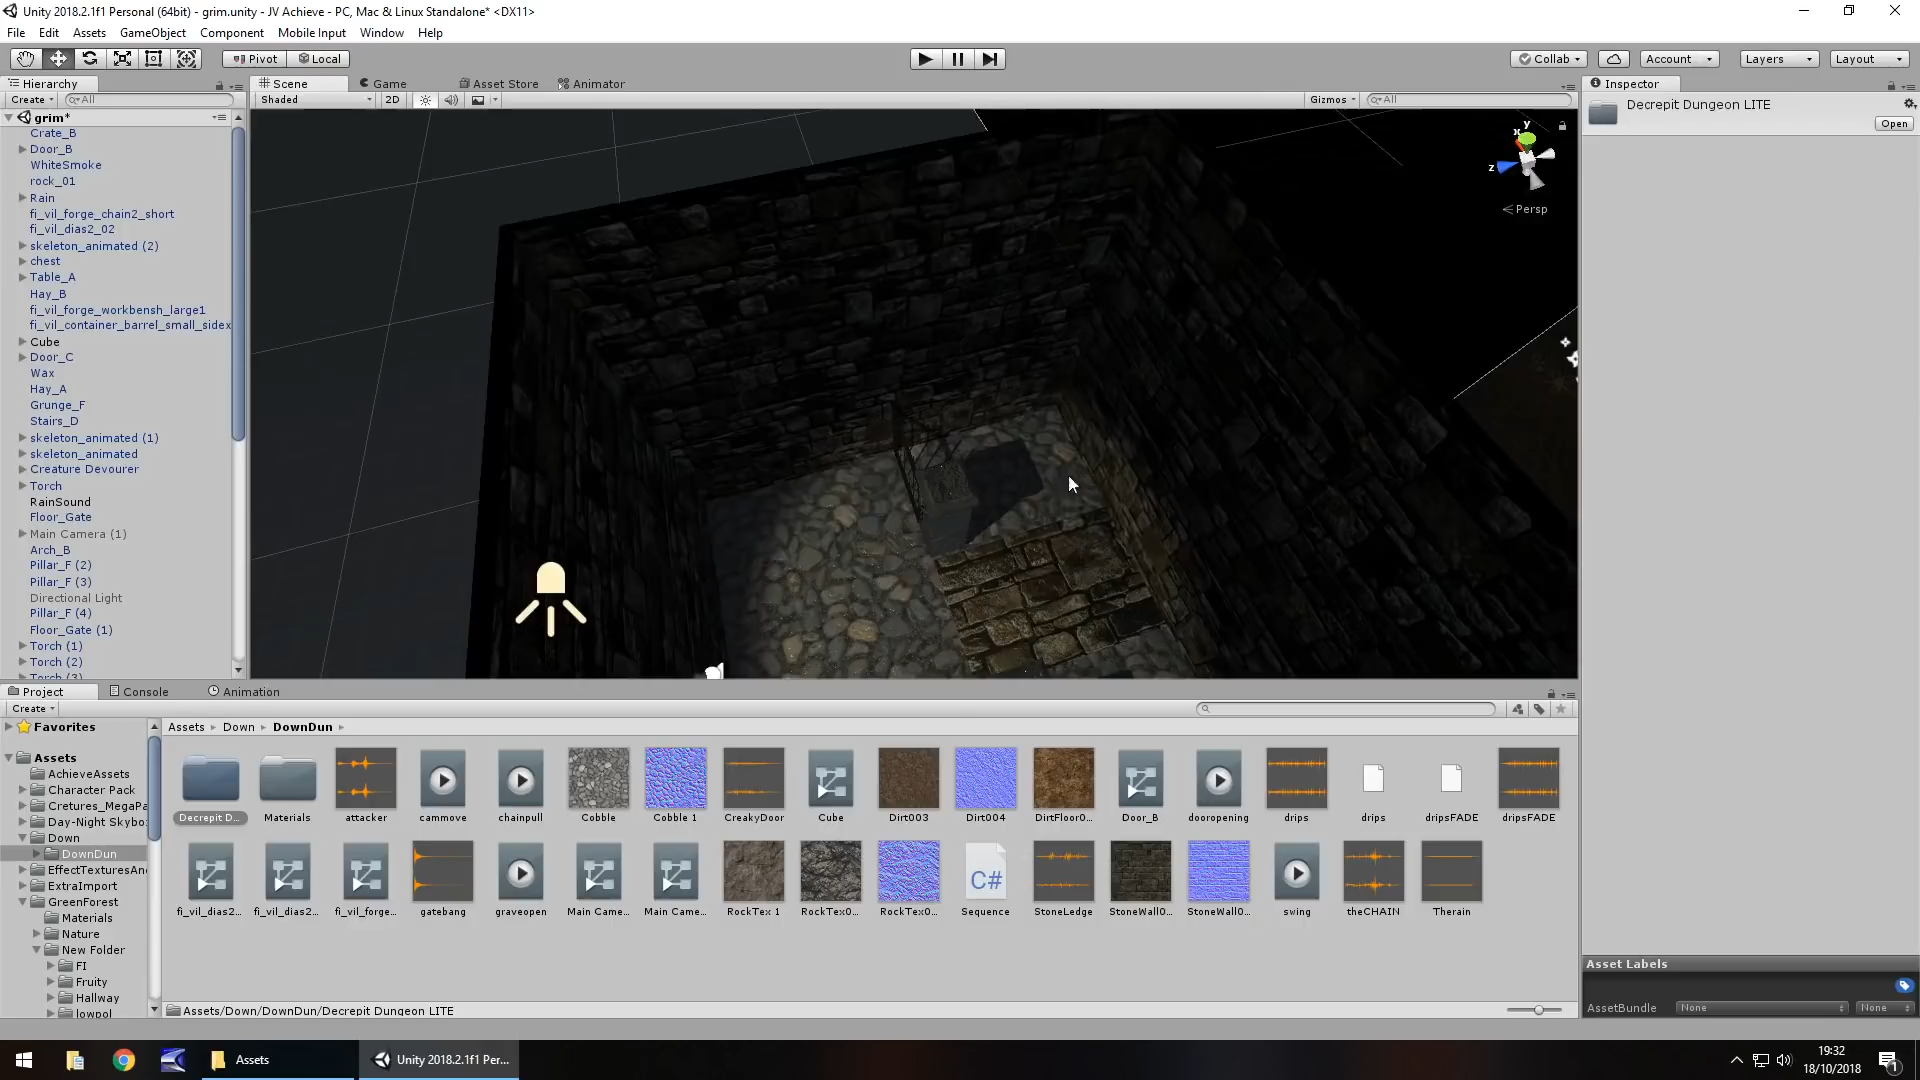 Unity 2018.2.1f1 Personal (64bit) - grim.unity - JV Achieve - PC, Mac & Linux Standalone* <DX11>
File Edit Assets GameObject Component Mobile Input Window Help
Pivot Local Collab Account Layers Layout
Hierarchy Scene Game Asset Store Animator Inspector
Create All Shaded 2D Gizmos All
Decrepit Dungeon LITE
Open
grim*
Crate_B
Door_B
WhiteSmoke
rock_01
Rain
fi_vil_forge_chain2_short
fi_vil_dias2_02
skeleton_animated (2)
chest
Table_A
Hay_B
fi_vil_forge_workbensh_large1
fi_vil_container_barrel_small_sidex
Cube
Door_C
Wax
Hay_A
Grunge_F
Stairs_D
skeleton_animated (1)
skeleton_animated
Creature Devourer
Torch
RainSound
Floor_Gate
Main Camera (1)
Arch_B
Pillar_F (2)
Pillar_F (3)
Directional Light
Pillar_F (4)
Floor_Gate (1)
Torch (1)
Torch (2)
Torch (3)
y
x
z
Persp
Project Console Animation
Create
Favorites
Assets
AchieveAssets
Character Pack
Cretures_MegaPa
Day-Night Skybo
Down
DownDun
EffectTexturesAn
ExtraImport
GreenForest
Materials
Nature
New Folder
FI
Fruity
Hallway
lowpol
Assets Down DownDun
Decrepit D... Materials attacker cammove chainpull Cobble Cobble 1 CreakyDoor Cube Dirt003 Dirt004 DirtFloor0... Door_B dooropening drips drips dripsFADE dripsFADE
C#
fi_vil_dias2... fi_vil_dias2... fi_vil_forge... gatebang graveopen Main Came... Main Came... RockTex 1 RockTex0... RockTex0... Sequence StoneLedge StoneWall0... StoneWall0... swing theCHAIN Therain
Assets/Down/DownDun/Decrepit Dungeon LITE
Asset Labels
AssetBundle None None
Assets Unity 2018.2.1f1 Per...
19:32
18/10/2018
1